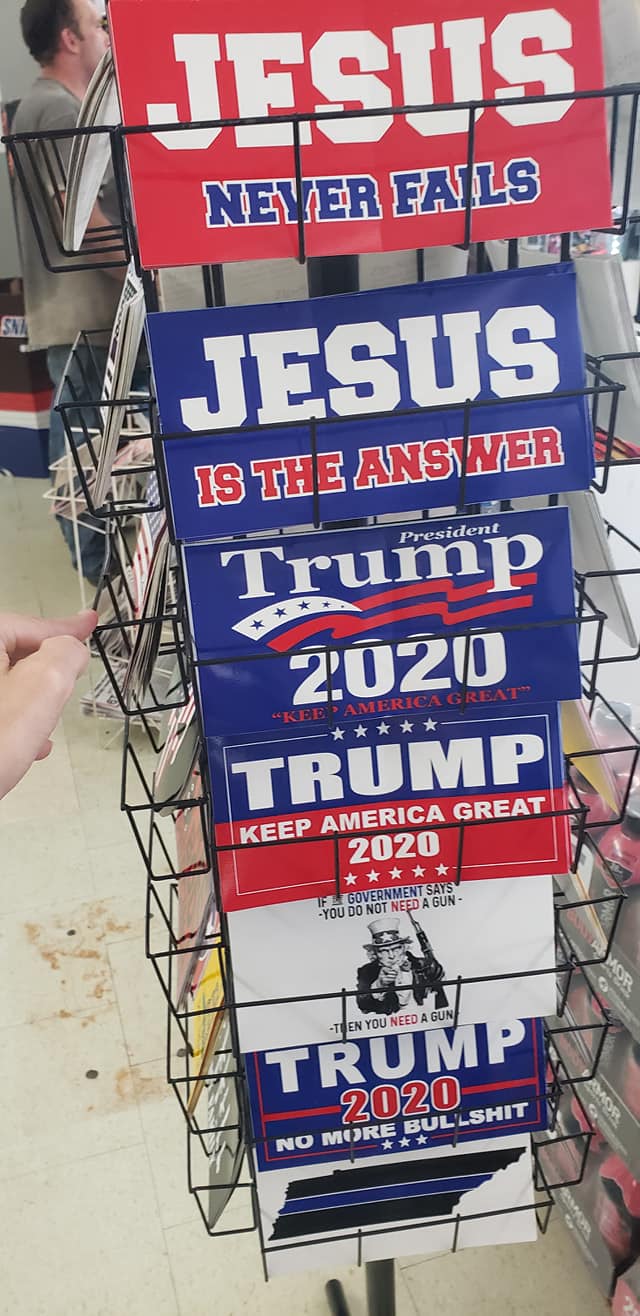 JESUS
NEVER FAILS
JESUS
IS THE ANSWER
President
Trump
2020
"KEEP AMERICA GREAT"
TRUMP
KEEP AMERICA GREAT
2020
IF THE GOVERNMENT SAYS
-YOU DO NOT NEED A GUN-
-THEN YOU NEED A GUN-
TRUMP
2020
NO MORE BULLSHIT